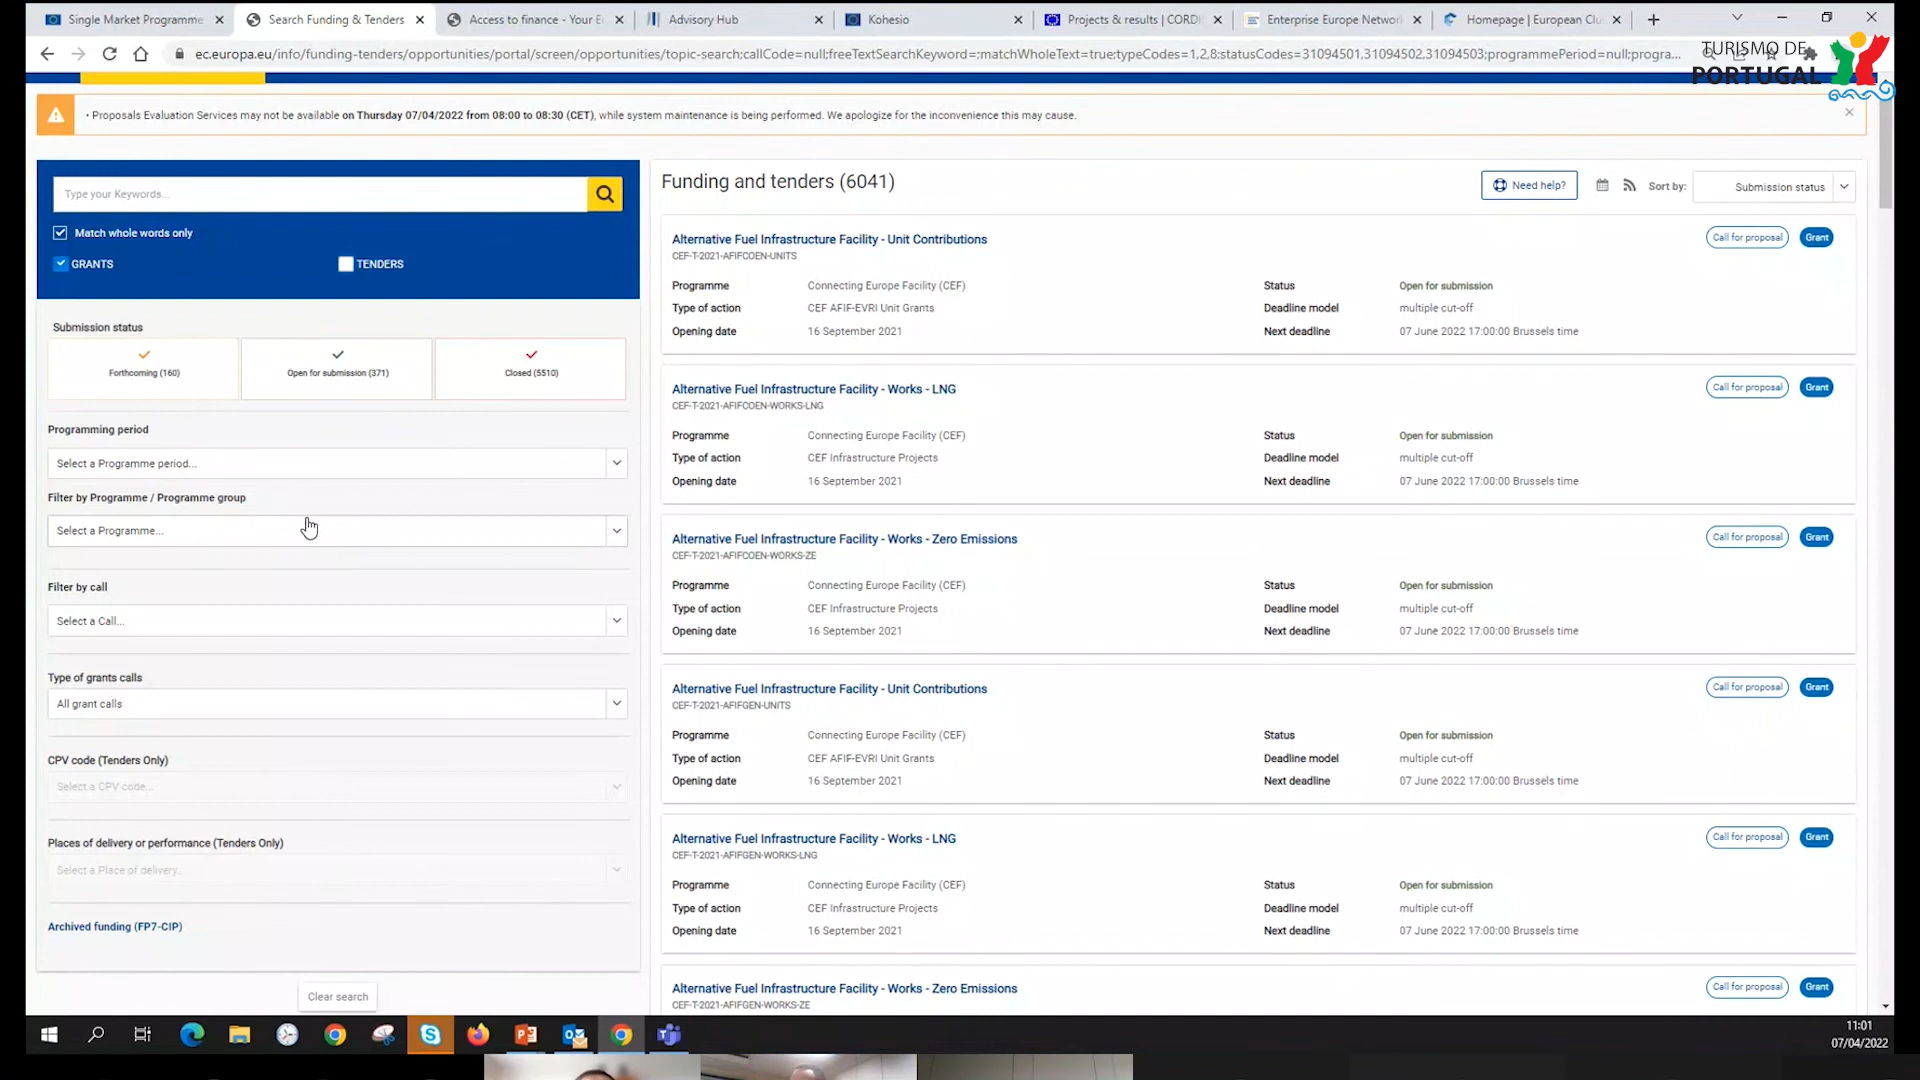 Single Market Programme
Search Funding & Tenders
Access to finance - Your E
Advisory Hub
Kohesio
Projects & results | CORDI
Enterprise Europe Networ
Homepage | European Clu
ec.europa.eu/info/funding-tenders/opportunities/portal/screen/opportunities/topic-search;callCode=null;freeTextSearchKeyword=;matchWholeText=true;typeCodes=1,2,8;statusCodes=31094501,31094502,31094503;programmePeriod=null;progra...
TURISMO DE
PORTUGAL
• Proposals Evaluation Services may not be available on Thursday 07/04/2022 from 08:00 to 08:30 (CET), while system maintenance is being performed. We apologize for the inconvenience this may cause.
Type your Keywords...
Match whole words only
GRANTS
TENDERS
Submission status
Forthcoming (160)
Open for submission (371)
Closed (5510)
Programming period
Select a Programme period...
Filter by Programme / Programme group
Select a Programme...
Filter by call
Select a Call...
Type of grants calls
All grant calls
CPV code (Tenders Only)
Select a CPV code...
Places of delivery or performance (Tenders Only)
Select a Place of delivery...
Archived funding (FP7-CIP)
Clear search
Funding and tenders (6041)
Need help?
Sort by:
Submission status
Alternative Fuel Infrastructure Facility - Unit Contributions
Call for proposal Grant
CEF-T-2021-AFIFCOEN-UNITS
Programme Connecting Europe Facility (CEF) Status Open for submission
Type of action CEF AFIF-EVRI Unit Grants Deadline model multiple cut-off
Opening date 16 September 2021 Next deadline 07 June 2022 17:00:00 Brussels time
Alternative Fuel Infrastructure Facility - Works - LNG
Call for proposal Grant
CEF-T-2021-AFIFCOEN-WORKS-LNG
Programme Connecting Europe Facility (CEF) Status Open for submission
Type of action CEF Infrastructure Projects Deadline model multiple cut-off
Opening date 16 September 2021 Next deadline 07 June 2022 17:00:00 Brussels time
Alternative Fuel Infrastructure Facility - Works - Zero Emissions
Call for proposal Grant
CEF-T-2021-AFIFCOEN-WORKS-ZE
Programme Connecting Europe Facility (CEF) Status Open for submission
Type of action CEF Infrastructure Projects Deadline model multiple cut-off
Opening date 16 September 2021 Next deadline 07 June 2022 17:00:00 Brussels time
Alternative Fuel Infrastructure Facility - Unit Contributions
Call for proposal Grant
CEF-T-2021-AFIFGEN-UNITS
Programme Connecting Europe Facility (CEF) Status Open for submission
Type of action CEF AFIF-EVRI Unit Grants Deadline model multiple cut-off
Opening date 16 September 2021 Next deadline 07 June 2022 17:00:00 Brussels time
Alternative Fuel Infrastructure Facility - Works - LNG
Call for proposal Grant
CEF-T-2021-AFIFGEN-WORKS-LNG
Programme Connecting Europe Facility (CEF) Status Open for submission
Type of action CEF Infrastructure Projects Deadline model multiple cut-off
Opening date 16 September 2021 Next deadline 07 June 2022 17:00:00 Brussels time
Alternative Fuel Infrastructure Facility - Works - Zero Emissions
Call for proposal Grant
CEF-T-2021-AFIFGEN-WORKS-ZE
11:01
07/04/2022